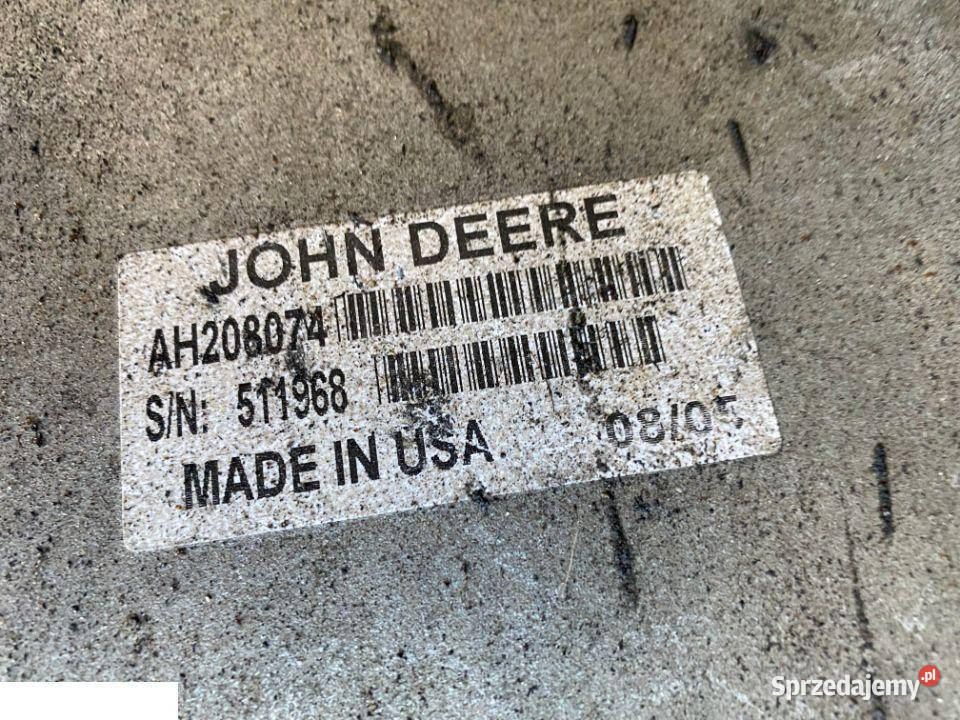 JOHN DEERE
AH208074
S/N: 511968
MADE IN USA
Sprzedajemy.pl